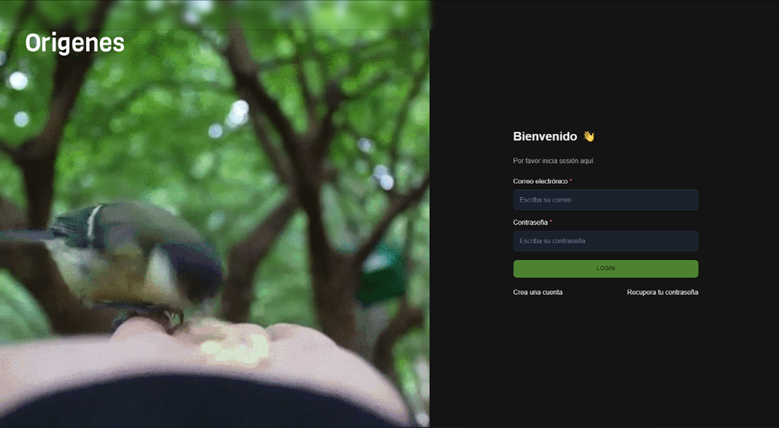 Origenes
Bienvenido 👋
Por favor inicia sesión aquí
Correo electrónico *
Escriba su correo
Contraseña *
Escriba su contraseña
LOGIN
Crea una cuenta
Recupera tu contraseña